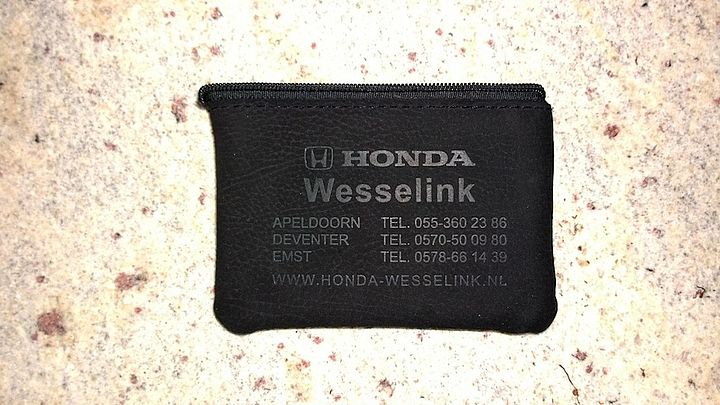 HONDA
Wesselink
APELDOORN TEL. 055-360 23 86
DEVENTER TEL. 0570-50 09 80
EMST TEL. 0578-66 14 39
WWW.HONDA-WESSELINK.NL